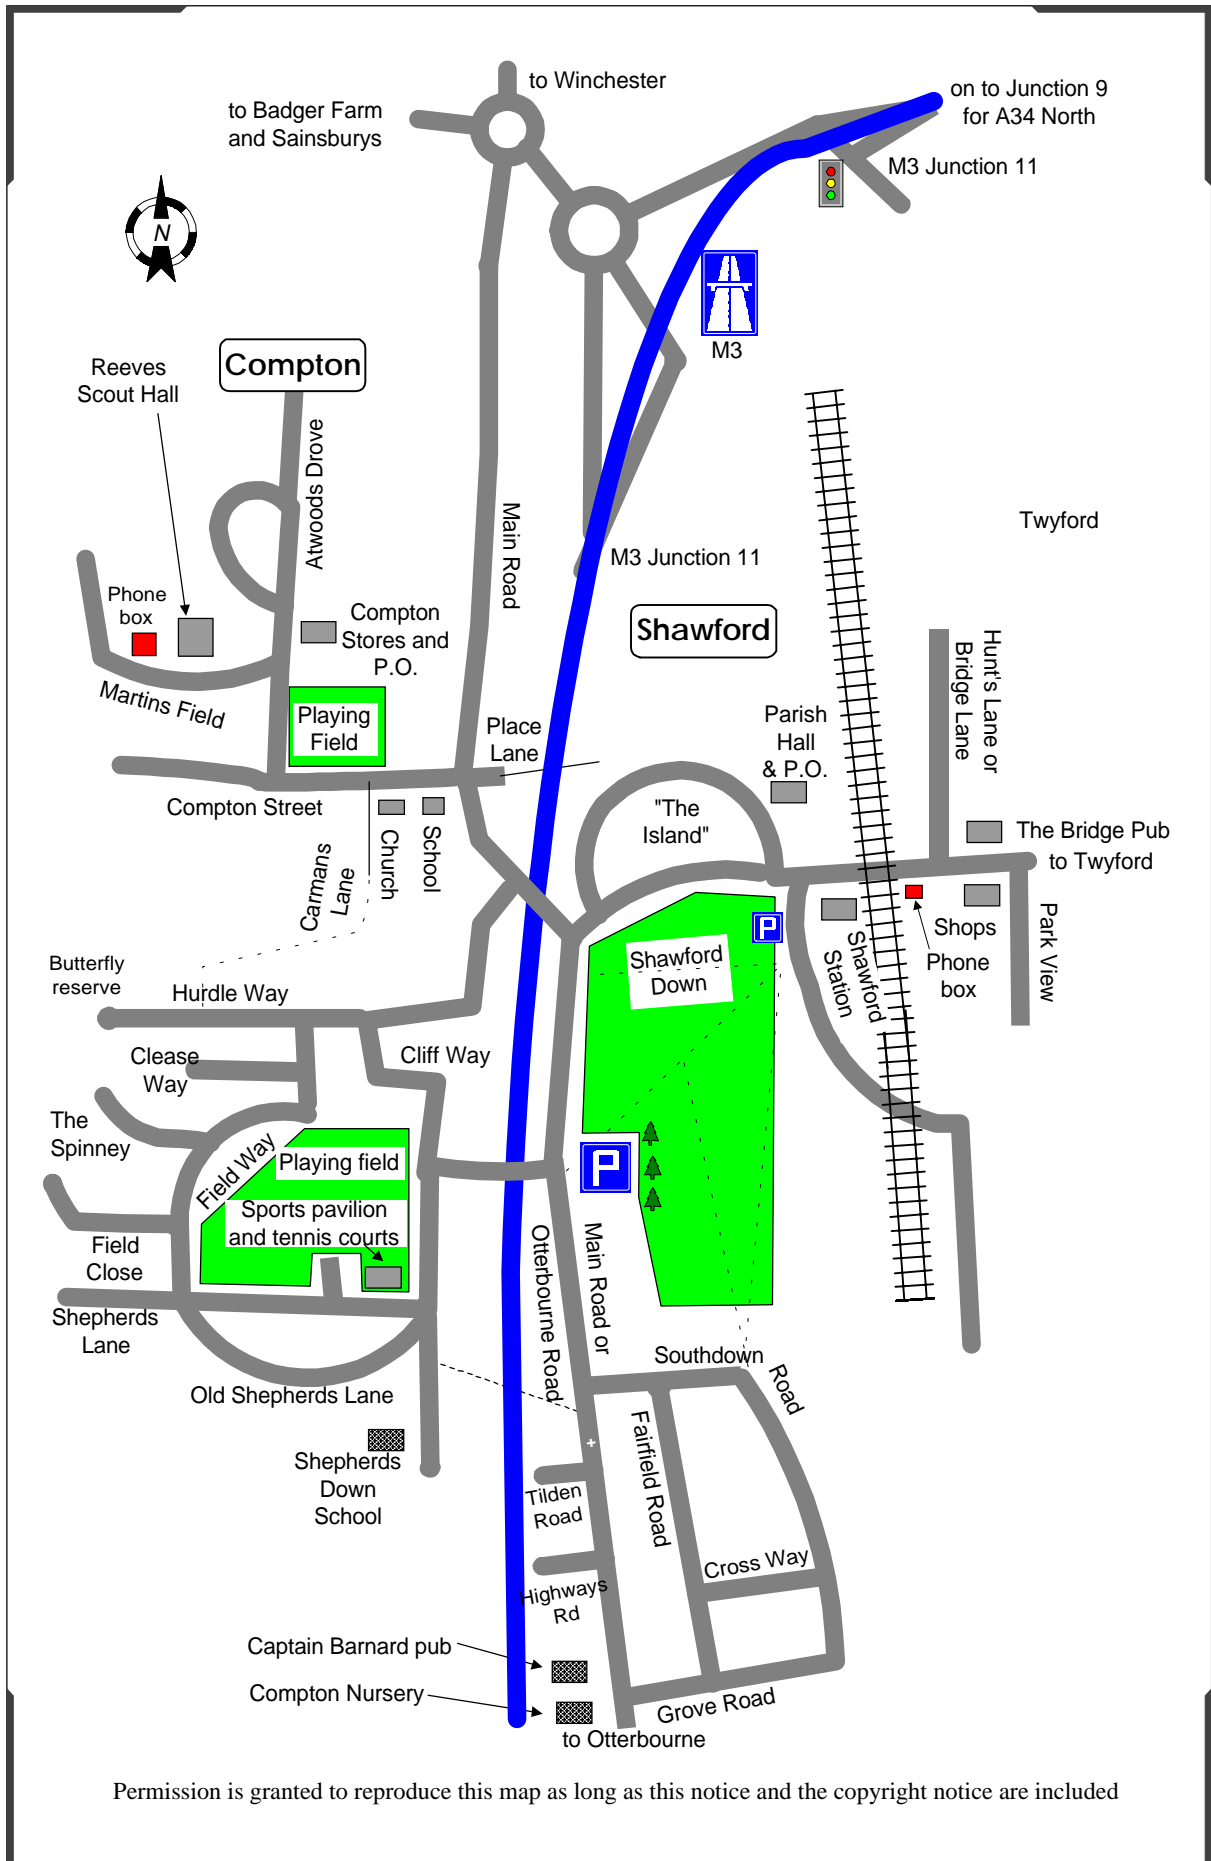 to Winchester
to Badger Farm
and Sainsburys
on to Junction 9
for A34 North
M3 Junction 11
N
M3
Compton
Reeves
Scout Hall
Atwoods Drove
Main Road
Twyford
M3 Junction 11
Phone
box
Compton
Stores and
P.O.
Shawford
Hunt's Lane or
Bridge Lane
Martins Field
Playing
Field
Place
Lane
Parish
Hall
& P.O.
Compton Street
"The
Island"
The Bridge Pub
to Twyford
Carmans
Lane
Church
School
P
Shops
Shawford
Station
Phone
box
Park View
Shawford
Down
Butterfly
reserve
Hurdle Way
Clease
Way
Cliff Way
The
Spinney
Field Way
Playing field
P
Sports pavilion
and tennis courts
Field
Close
Main Road or
Otterbourne Road
Shepherds
Lane
Southdown
Road
Old Shepherds Lane
Fairfield Road
Shepherds
Down
School
Tilden
Road
Cross Way
Highways
Rd
Captain Barnard pub
Compton Nursery
Grove Road
to Otterbourne
Permission is granted to reproduce this map as long as this notice and the copyright notice are included